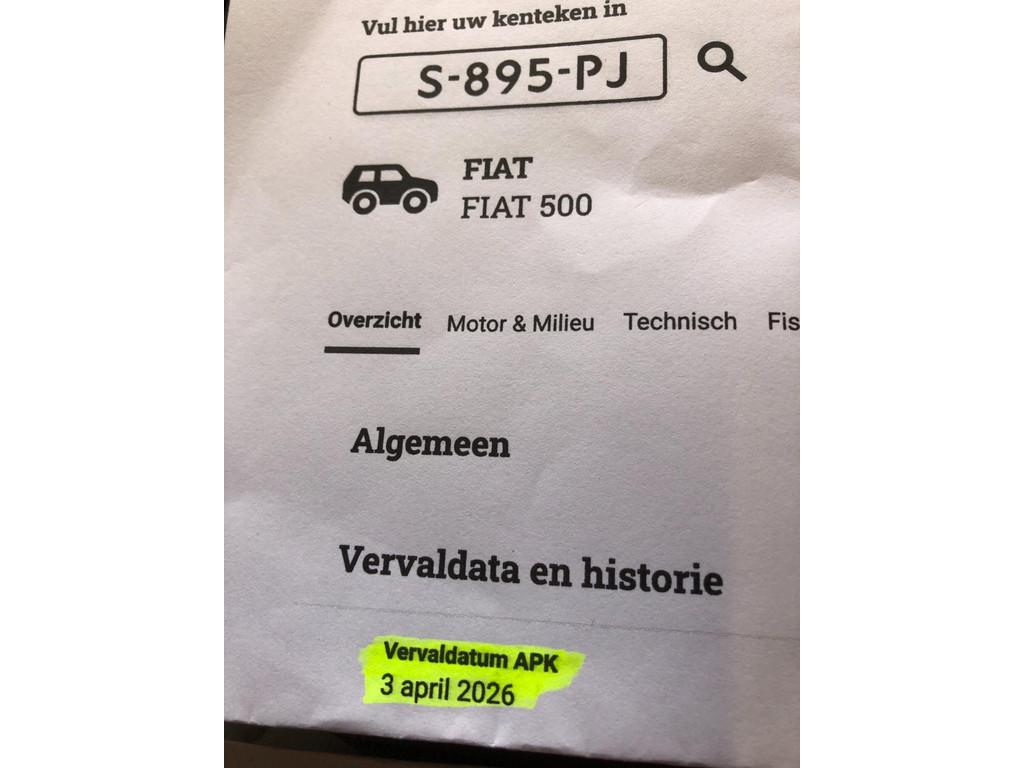 Vul hier uw kenteken in
S-895-PJ
FIAT
FIAT 500
Overzicht Motor & Milieu Technisch Fis
Algemeen
Vervaldata en historie
Vervaldatum APK
3 april 2026